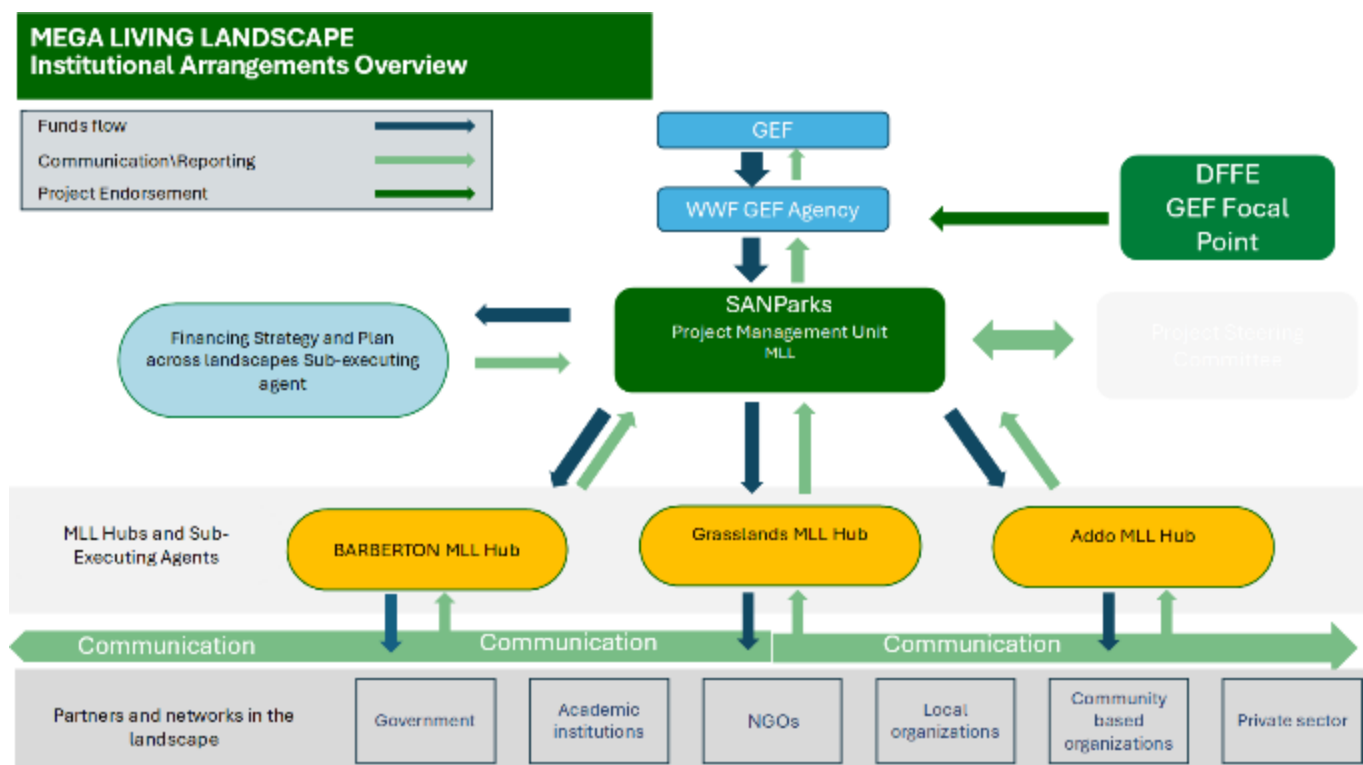 MEGA LIVING LANDSCAPE
Institutional Arrangements Overview
Funds flow
Communication\Reporting
Project Endorsement
GEF
WWF GEF Agency
DFFE
GEF Focal
Point
SANParks
Project Management Unit
MLL
Project Steering
Committee
Financing Strategy and Plan
across landscapes Sub-executing
agent
MLL Hubs and Sub-
Executing Agents
BARBERTON MLL Hub
Grasslands MLL Hub
Addo MLL Hub
Communication
Communication
Communication
Partners and networks in the
landscape
Government
Academic
institutions
NGOs
Local
organizations
Community
based
organizations
Private sector